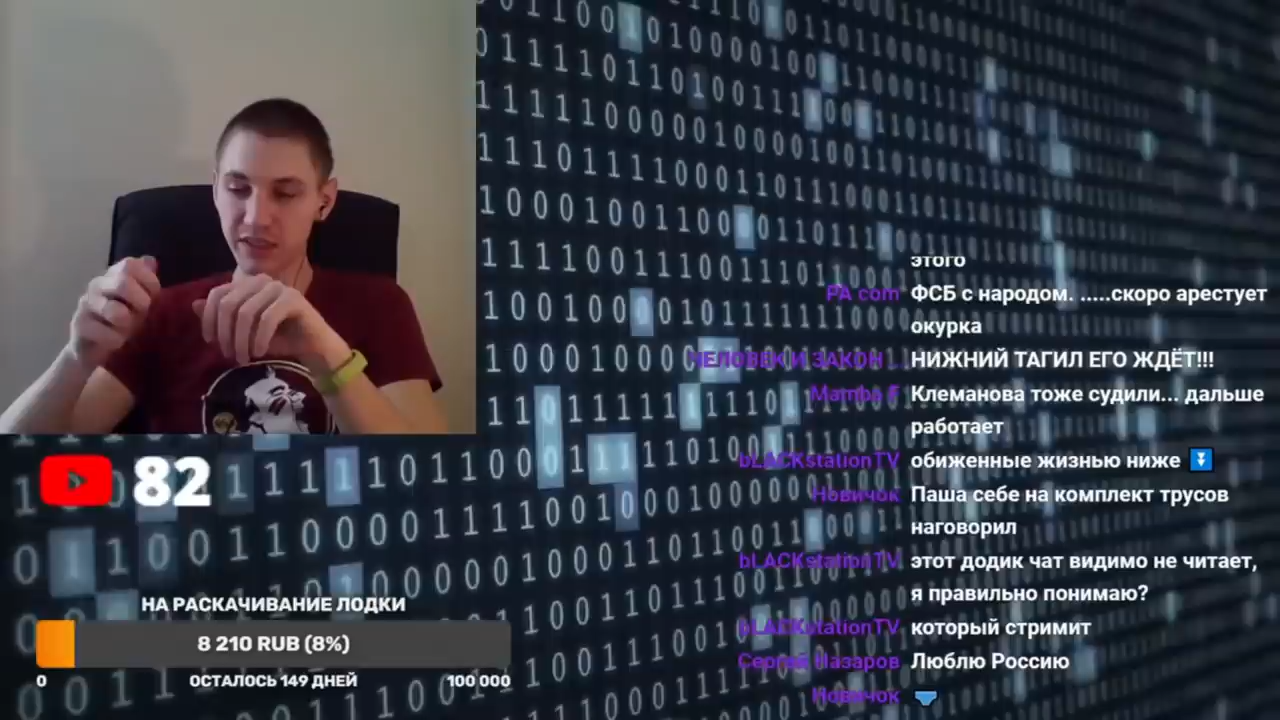 этого
PA com ФСБ с народом. .....скоро арестует
окурка
ЧЕЛОВЕК И ЗАКОН ... НИЖНИЙ ТАГИЛ ЕГО ЖДЁТ!!!
Mamba F Клеманова тоже судили... дальше
работает
bLACKstationTV обиженные жизнью ниже ⏬
Новичок Паша себе на комплект трусов
наговорил
bLACKstationTV этот додик чат видимо не читает,
я правильно понимаю?
bLACKstationTV который стримит
Сергей Назаров Люблю Россию
Новичок 🩲
82
НА РАСКАЧИВАНИЕ ЛОДКИ
8 210 RUB (8%)
0 ОСТАЛОСЬ 149 ДНЕЙ 100 000